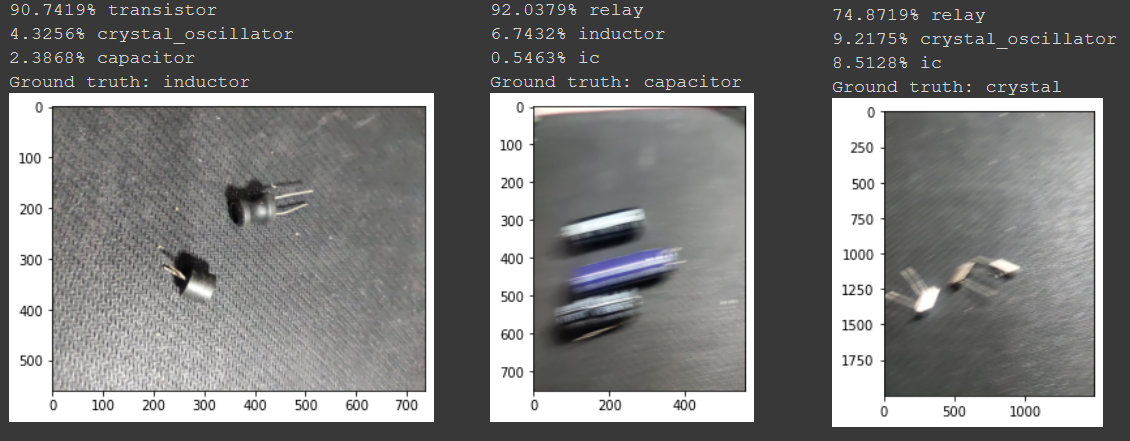 90.7419% transistor
4.3256% crystal_oscillator
2.3868% capacitor
Ground truth: inductor
0
100
200
300
400
500
0 100 200 300 400 500 600 700
92.0379% relay
6.7432% inductor
0.5463% ic
Ground truth: capacitor
0
100
200
300
400
500
600
700
0 200 400
74.8719% relay
9.2175% crystal_oscillator
8.5128% ic
Ground truth: crystal
0
250
500
750
1000
1250
1500
1750
0 500 1000